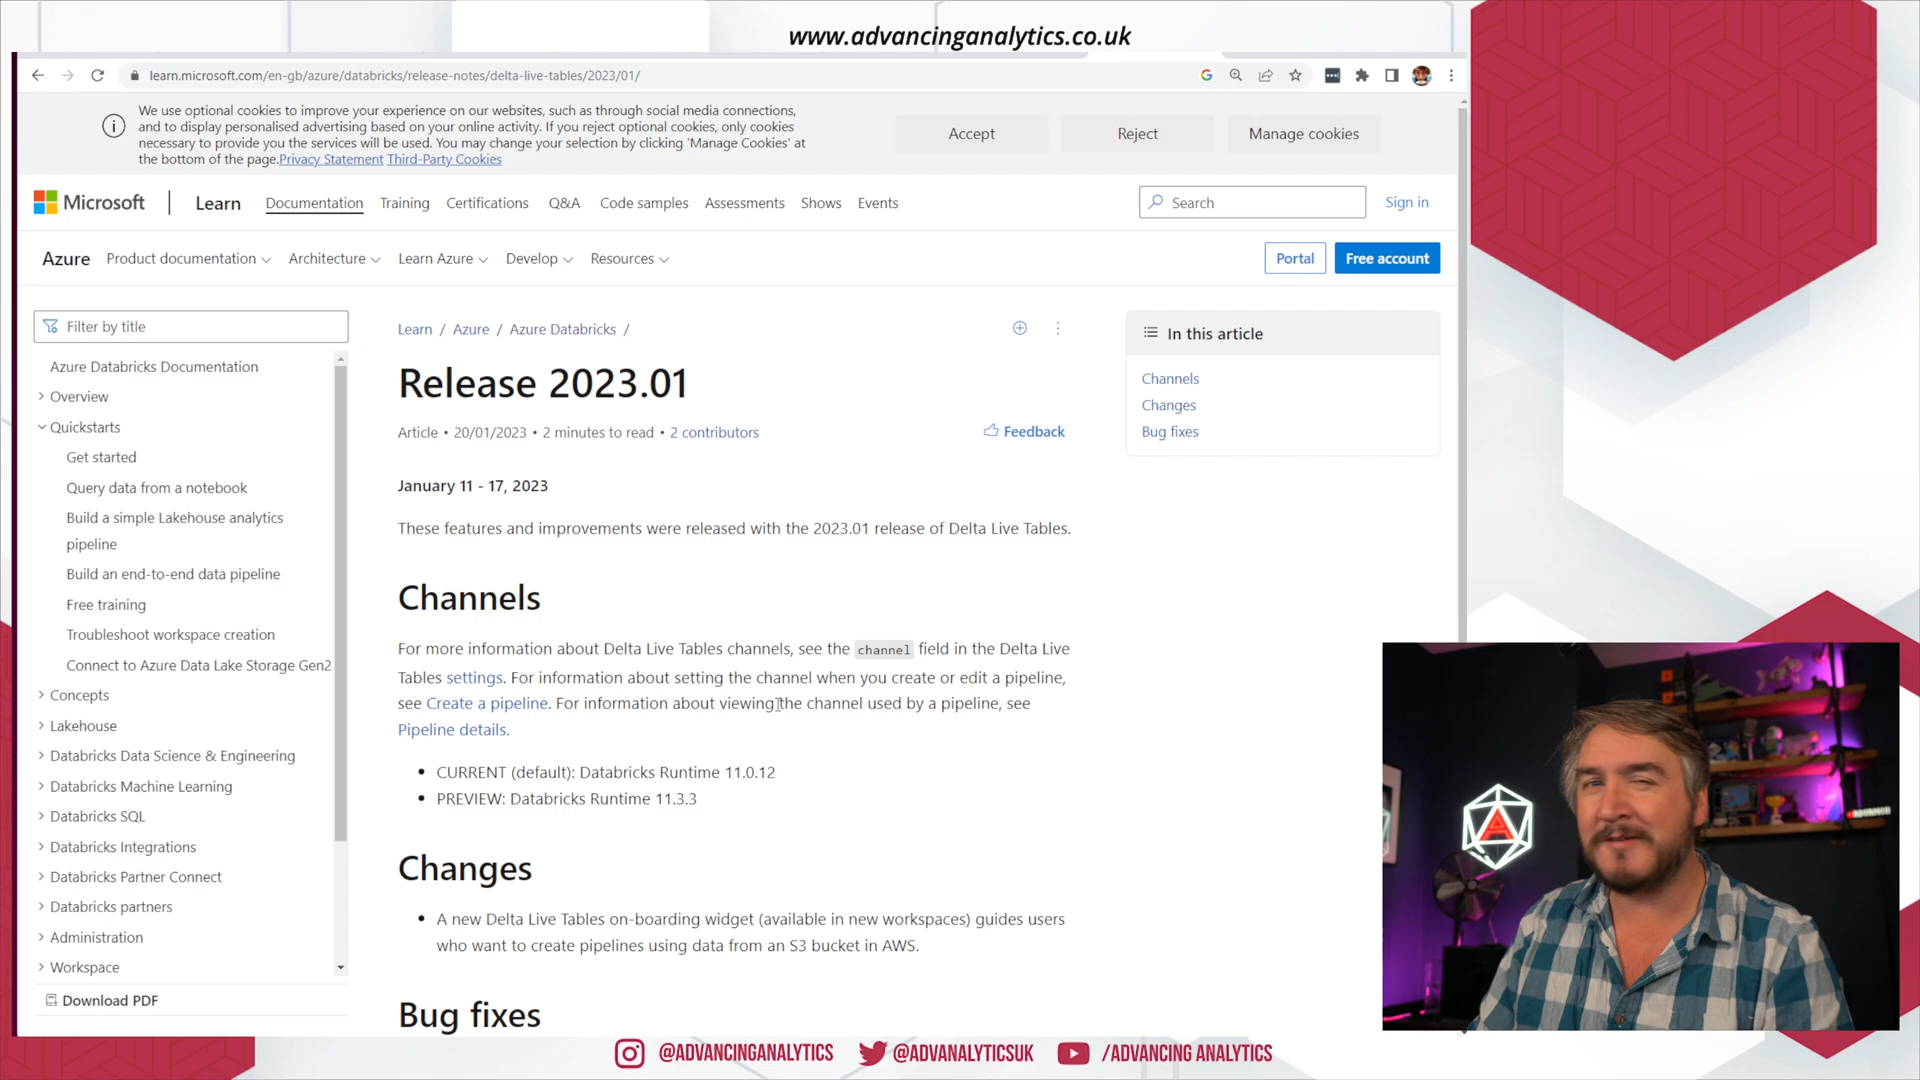 www.advancinganalytics.co.uk
learn.microsoft.com/en-gb/azure/databricks/release-notes/delta-live-tables/2023/01/
We use optional cookies to improve your experience on our websites, such as through social media connections,
and to display personalised advertising based on your online activity. If you reject optional cookies, only cookies
necessary to provide you the services will be used. You may change your selection by clicking 'Manage Cookies' at
the bottom of the page.Privacy Statement Third-Party Cookies
Accept
Reject
Manage cookies
Microsoft
Learn
Documentation
Training
Certifications
Q&A
Code samples
Assessments
Shows
Events
Search
Sign in
Azure
Product documentation
Architecture
Learn Azure
Develop
Resources
Portal
Free account
Filter by title
Azure Databricks Documentation
Overview
Quickstarts
Get started
Query data from a notebook
Build a simple Lakehouse analytics
pipeline
Build an end-to-end data pipeline
Free training
Troubleshoot workspace creation
Connect to Azure Data Lake Storage Gen2
Concepts
Lakehouse
Databricks Data Science & Engineering
Databricks Machine Learning
Databricks SQL
Databricks Integrations
Databricks Partner Connect
Databricks partners
Administration
Workspace
Download PDF
Learn / Azure / Azure Databricks /
Release 2023.01
Article • 20/01/2023 • 2 minutes to read • 2 contributors
Feedback
January 11 - 17, 2023
These features and improvements were released with the 2023.01 release of Delta Live Tables.
Channels
For more information about Delta Live Tables channels, see the channel field in the Delta Live
Tables settings. For information about setting the channel when you create or edit a pipeline,
see Create a pipeline. For information about viewing the channel used by a pipeline, see
Pipeline details.
• CURRENT (default): Databricks Runtime 11.0.12
• PREVIEW: Databricks Runtime 11.3.3
Changes
• A new Delta Live Tables on-boarding widget (available in new workspaces) guides users
who want to create pipelines using data from an S3 bucket in AWS.
Bug fixes
In this article
Channels
Changes
Bug fixes
A
@ADVANCINGANALYTICS
@ADVANALYTICSUK
/ADVANCING ANALYTICS